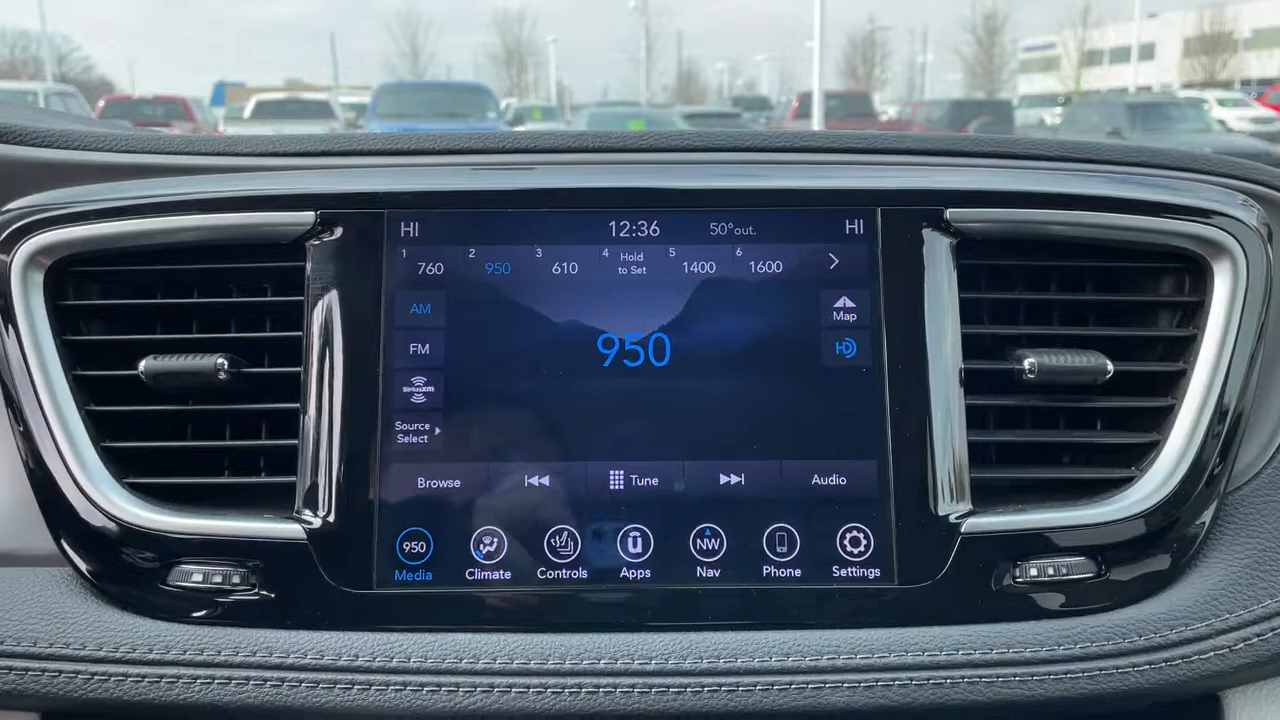 HI 12:36 50°out. HI
1 760 2 950 3 610 4 Hold to Set 5 1400 6 1600
AM
Map
950
HD
FM
SiriusXM
Source
Select
Browse Tune Audio
950 NW
Media Climate Controls Apps Nav Phone Settings